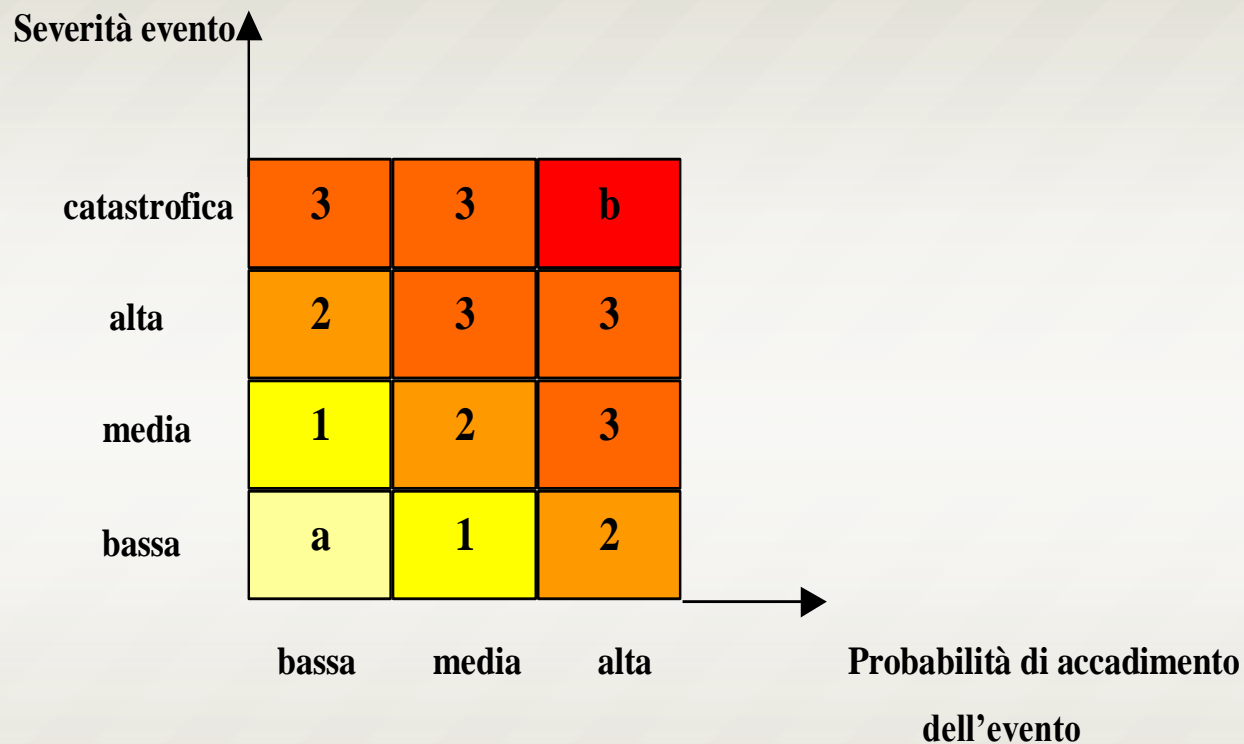 Severità evento
catastrofica 3 3 b
alta 2 3 3
media 1 2 3
bassa a 1 2
bassa media alta Probabilità di accadimento
dell’evento